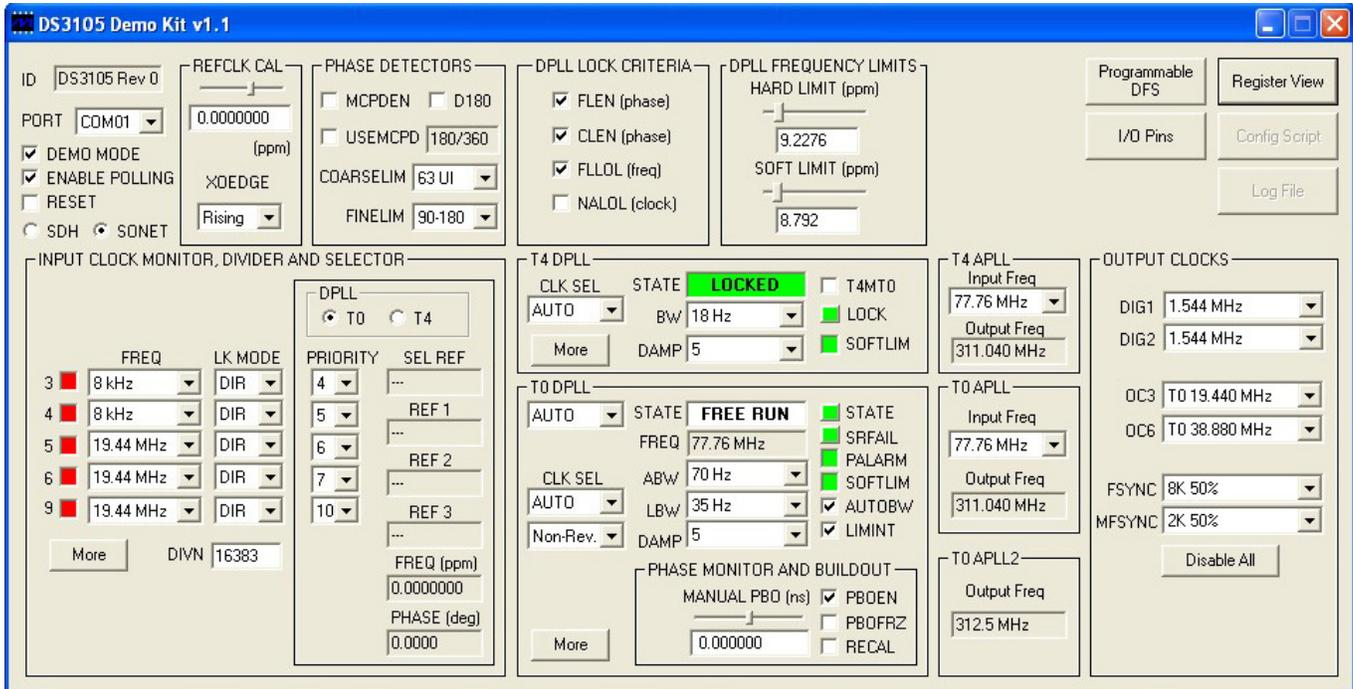 DS3105 Demo Kit v1.1
ID DS3105 Rev 0
PORT COM01
DEMO MODE
ENABLE POLLING
RESET
SDH SONET
REFCLK CAL
0.0000000
(ppm)
XOEDGE
Rising
PHASE DETECTORS
MCPDEN D180
USEMCPD 180/360
COARSELIM 63 UI
FINELIM 90-180
DPLL LOCK CRITERIA
FLEN (phase)
CLEN (phase)
FLLOL (freq)
NALOL (clock)
DPLL FREQUENCY LIMITS
HARD LIMIT (ppm)
9.2276
SOFT LIMIT (ppm)
8.792
Programmable DFS
Register View
I/O Pins
Config Script
Log File
INPUT CLOCK MONITOR, DIVIDER AND SELECTOR
FREQ LK MODE
3 8 kHz DIR
4 8 kHz DIR
5 19.44 MHz DIR
6 19.44 MHz DIR
9 19.44 MHz DIR
More DIVN 16383
DPLL
T0 T4
PRIORITY SEL REF
4 ---
REF 1
5 ---
6
REF 2
7 ---
10
REF 3
---
FREQ (ppm)
0.0000000
PHASE (deg)
0.0000
T4 DPLL
CLK SEL STATE LOCKED T4MT0
AUTO BW 18 Hz LOCK
More DAMP 5 SOFTLIM
T0 DPLL
AUTO STATE FREE RUN STATE
FREQ 77.76 MHz SRFAIL
PALARM
CLK SEL ABW 70 Hz SOFTLIM
AUTO LBW 35 Hz AUTOBW
Non-Rev. DAMP 5 LIMINT
PHASE MONITOR AND BUILDOUT
MANUAL PBO (ns) PBOEN
PBOFRZ
0.000000 RECAL
More
T4 APLL
Input Freq
77.76 MHz
Output Freq
311.040 MHz
T0 APLL
Input Freq
77.76 MHz
Output Freq
311.040 MHz
T0 APLL2
Output Freq
312.5 MHz
OUTPUT CLOCKS
DIG1 1.544 MHz
DIG2 1.544 MHz
OC3 T0 19.440 MHz
OC6 T0 38.880 MHz
FSYNC 8K 50%
MFSYNC 2K 50%
Disable All